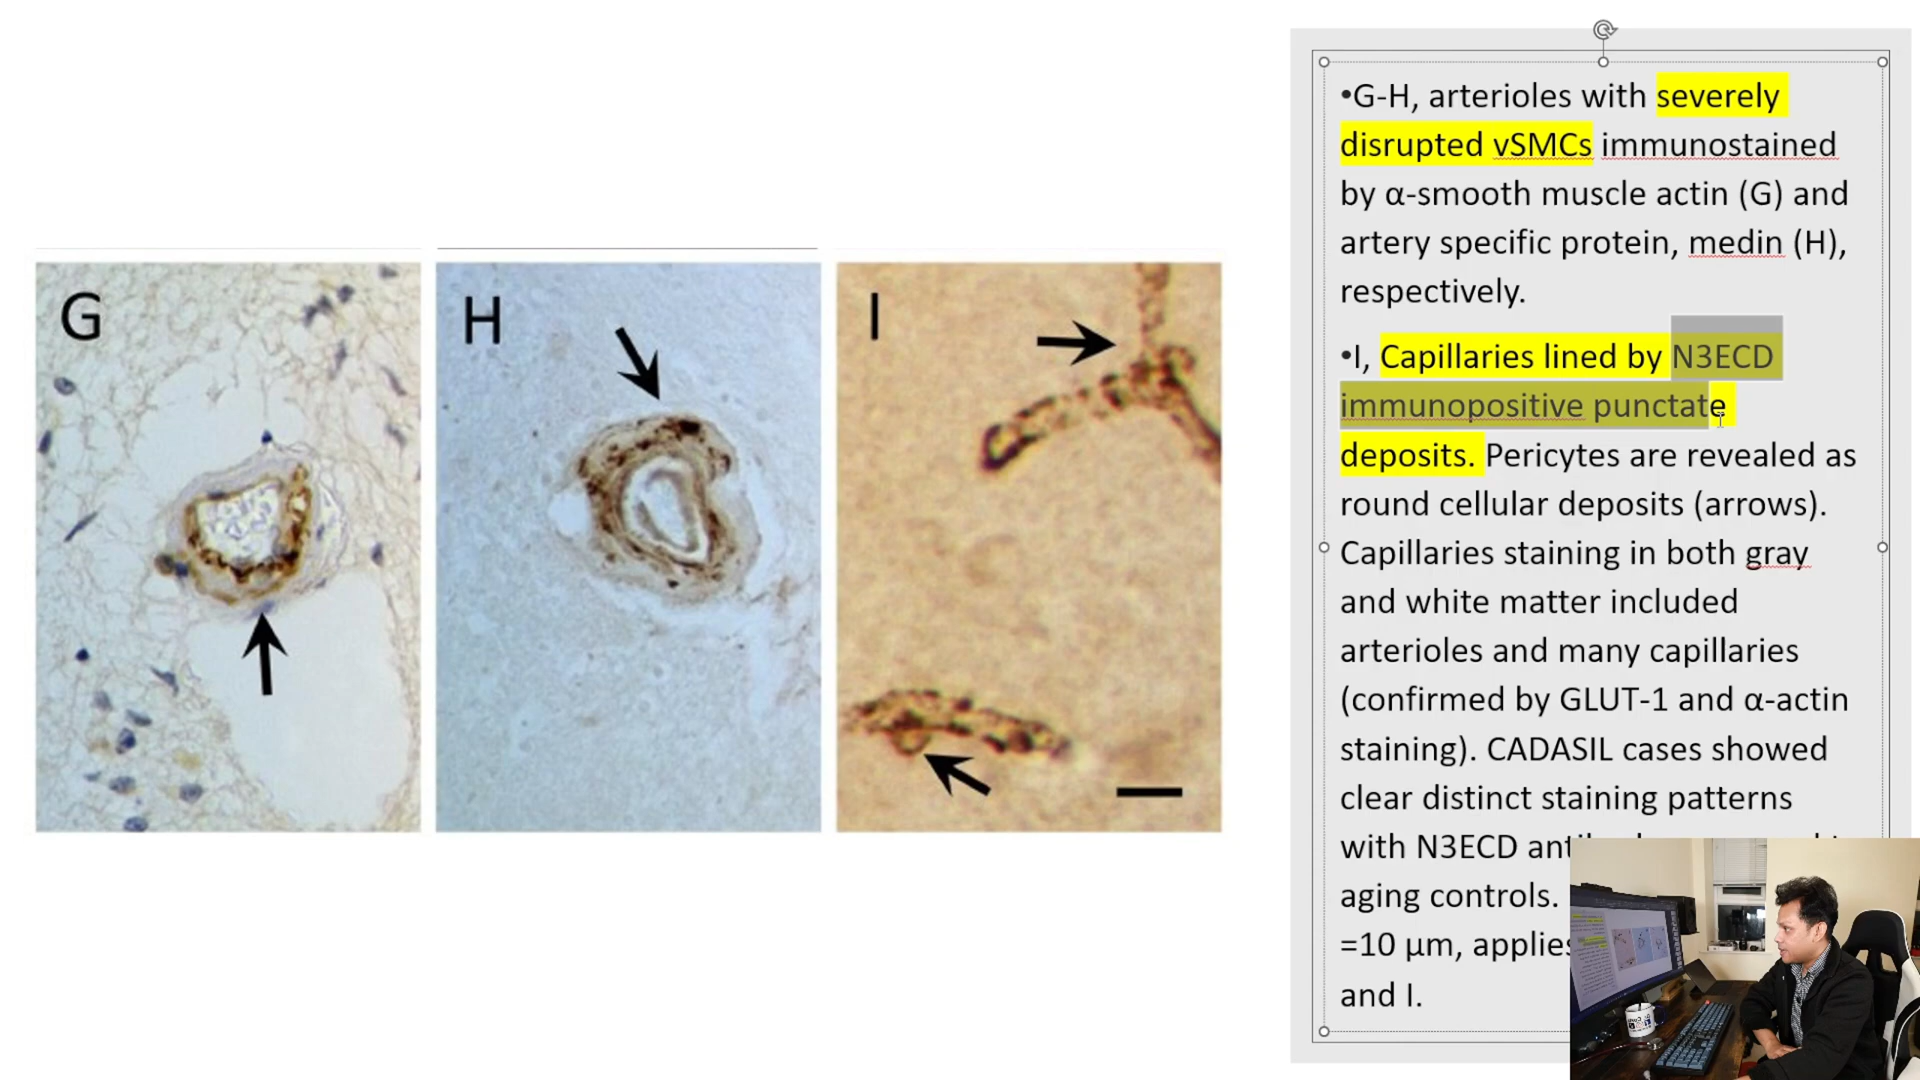 G
H
I
•G-H, arterioles with severely
disrupted vSMCs immunostained
by α-smooth muscle actin (G) and
artery specific protein, medin (H),
respectively.
•I, Capillaries lined by N3ECD
immunopositive punctate
deposits. Pericytes are revealed as
round cellular deposits (arrows).
Capillaries staining in both gray
and white matter included
arterioles and many capillaries
(confirmed by GLUT-1 and α-actin
staining). CADASIL cases showed
clear distinct staining patterns
with N3ECD
aging controls.
=10 µm, applies
and I.